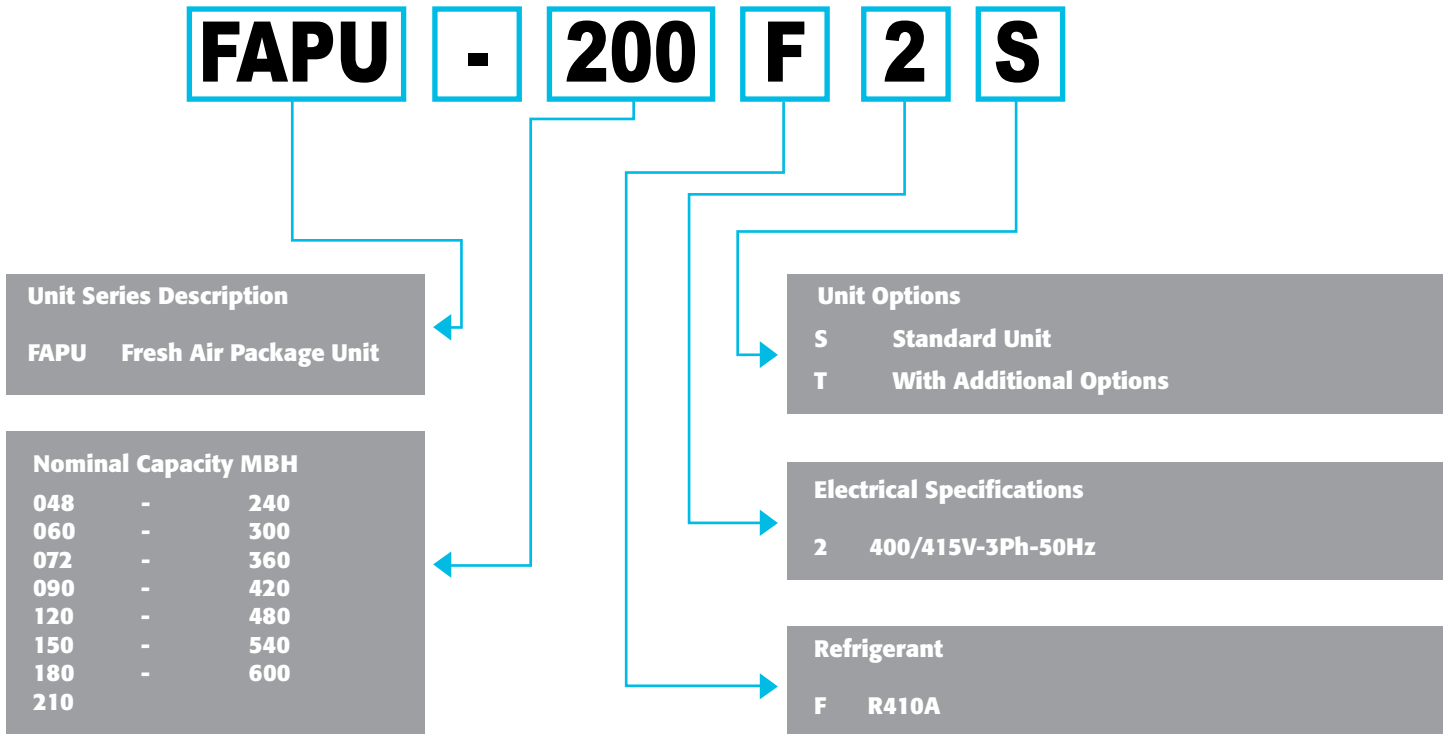 FAPU - 200 F 2 S
Unit Series Description
FAPU Fresh Air Package Unit
Nominal Capacity MBH
048 - 240
060 - 300
072 - 360
090 - 420
120 - 480
150 - 540
180 - 600
210
Unit Options
S Standard Unit
T With Additional Options
Electrical Specifications
2 400/415V-3Ph-50Hz
Refrigerant
F R410A